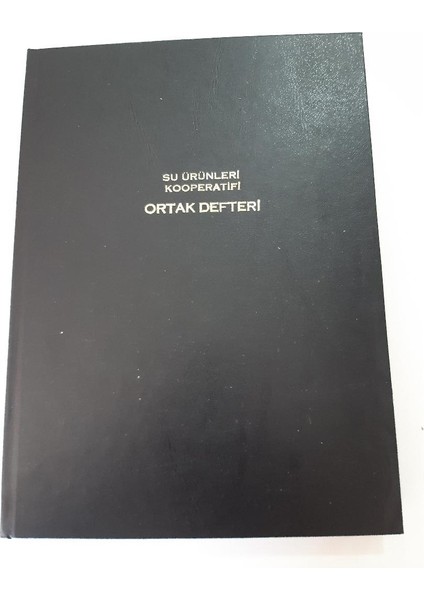 SU ÜRÜNLERİ
KOOPERATİFİ
ORTAK DEFTERİ